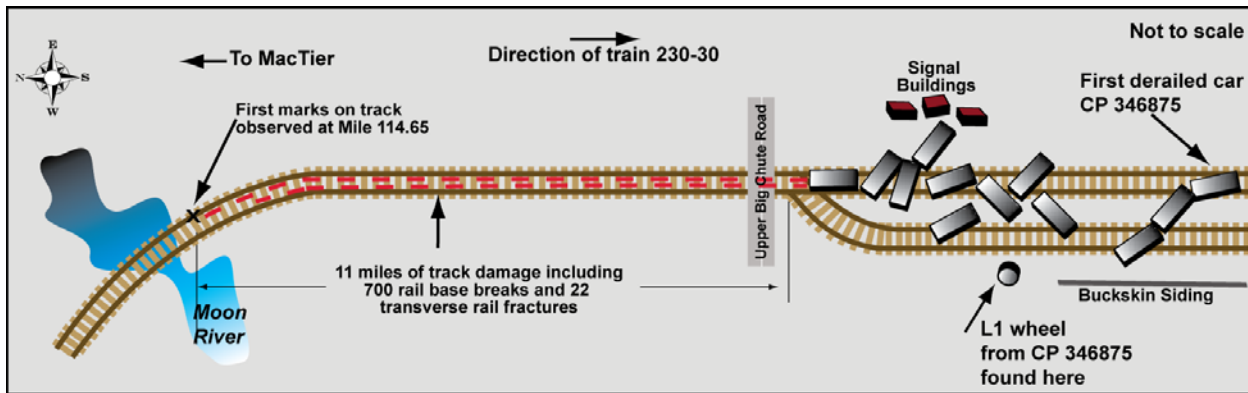 E
N
S
W
To MacTier
Direction of train 230-30
Not to scale
First marks on track
observed at Mile 114.65
Signal
Buildings
First derailed car
CP 346875
x
Upper Big Chute Road
11 miles of track damage including
700 rail base breaks and 22
transverse rail fractures
Moon
River
Buckskin Siding
L1 wheel
from CP 346875
found here